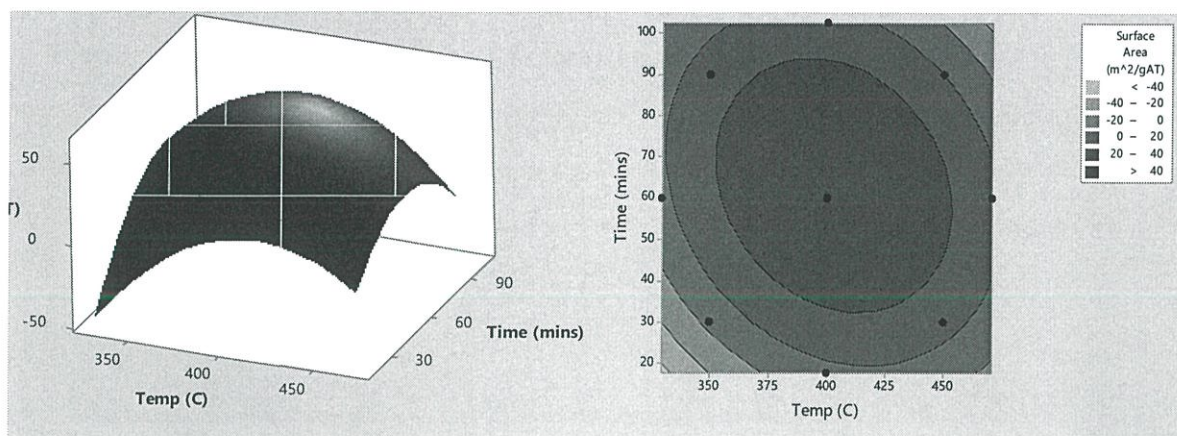 50
0
-50
T)
350
400
450
Temp (C)
30
60
90
Time (mins)
100
90
80
70
60
50
40
30
20
Time (mins)
350
375
400
425
450
Temp (C)
Surface
Area
(m^2/gAT)
< -40
-40 – -20
-20 – 0
0 – 20
20 – 40
> 40